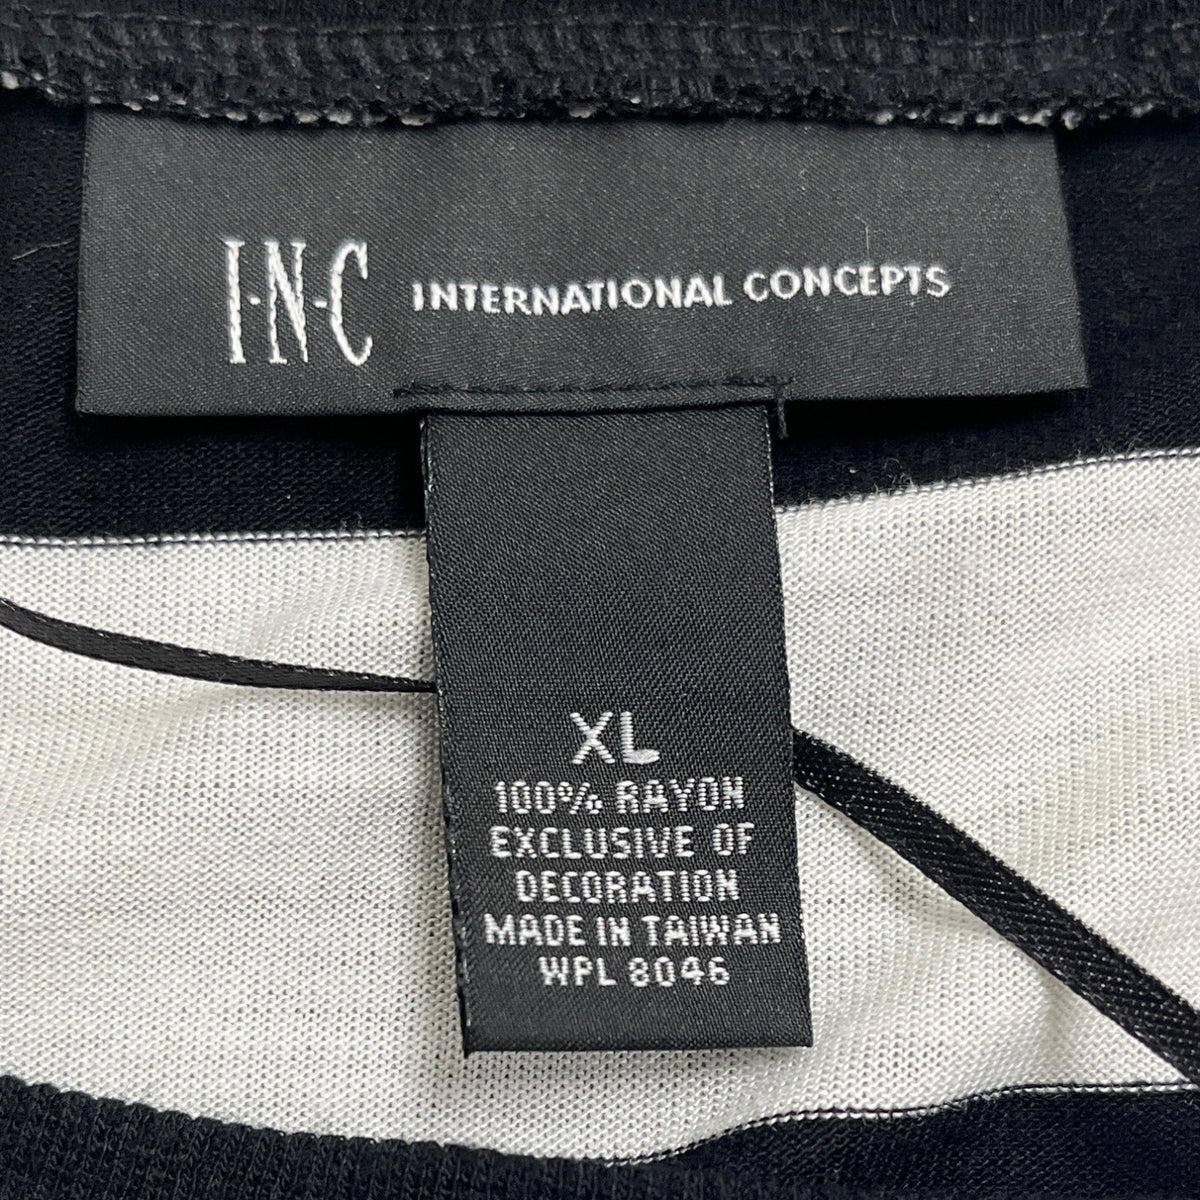 I·N·C INTERNATIONAL CONCEPTS
XL
100% RAYON
EXCLUSIVE OF
DECORATION
MADE IN TAIWAN
WPL 8046